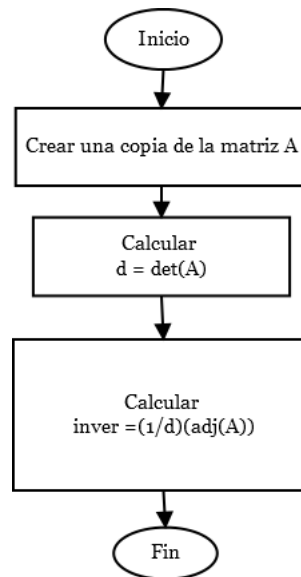 Inicio
Crear una copia de la matriz A
Calcular
d = det(A)
Calcular
inver =(1/d)(adj(A))
Fin